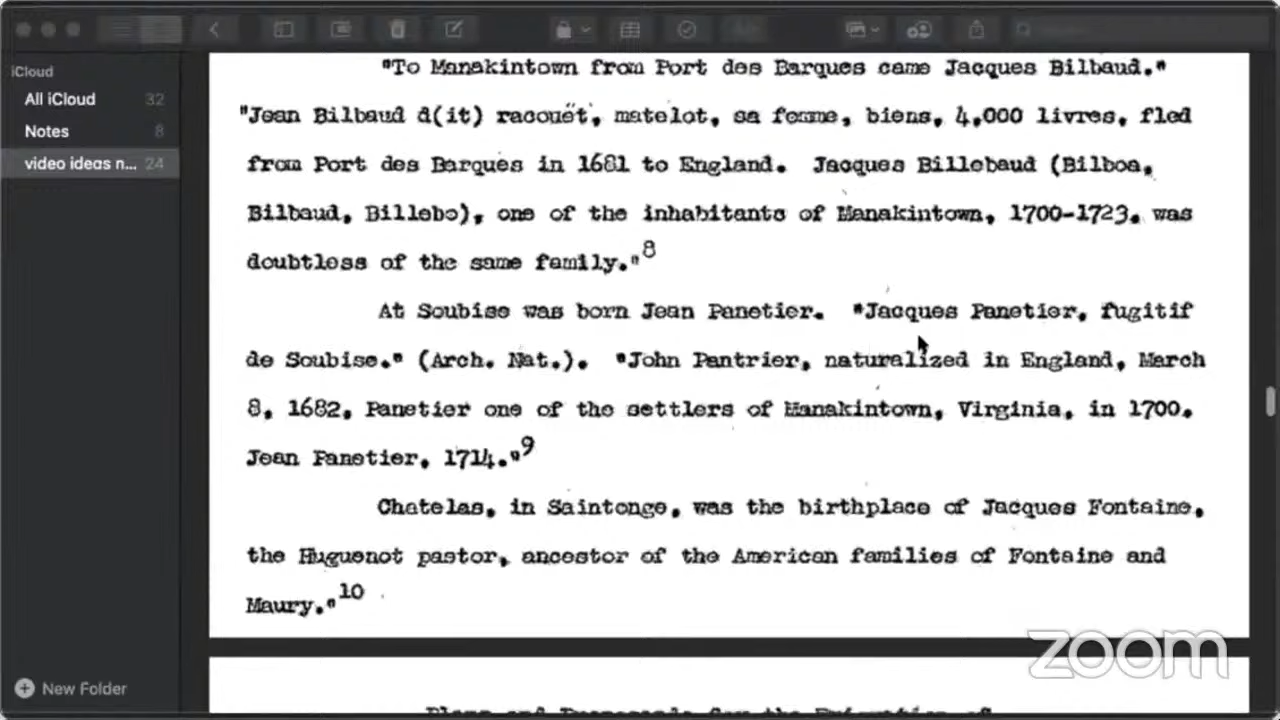 iCloud
All iCloud 32
Notes 8
video ideas n... 24
New Folder
"To Manakintown from Port des Barques came Jacques Bilbaud."
"Jean Bilbaud d(it) racouët, matelot, sa femme, biens, 4,000 livres, fled
from Port des Barques in 1681 to England. Jacques Billebaud (Bilboa,
Bilbaud, Billebo), one of the inhabitants of Manakintown, 1700-1723, was
doubtless of the same family."8
At Soubise was born Jean Panetier. "Jacques Panetier, fugitif
de Soubise." (Arch. Nat.). "John Pantrier, naturalized in England, March
8, 1682, Panetier one of the settlers of Manakintown, Virginia, in 1700.
Jean Panetier, 1714."9
Chatelas, in Saintonge, was the birthplace of Jacques Fontaine,
the Huguenot pastor, ancestor of the American families of Fontaine and
Maury."10
zoom